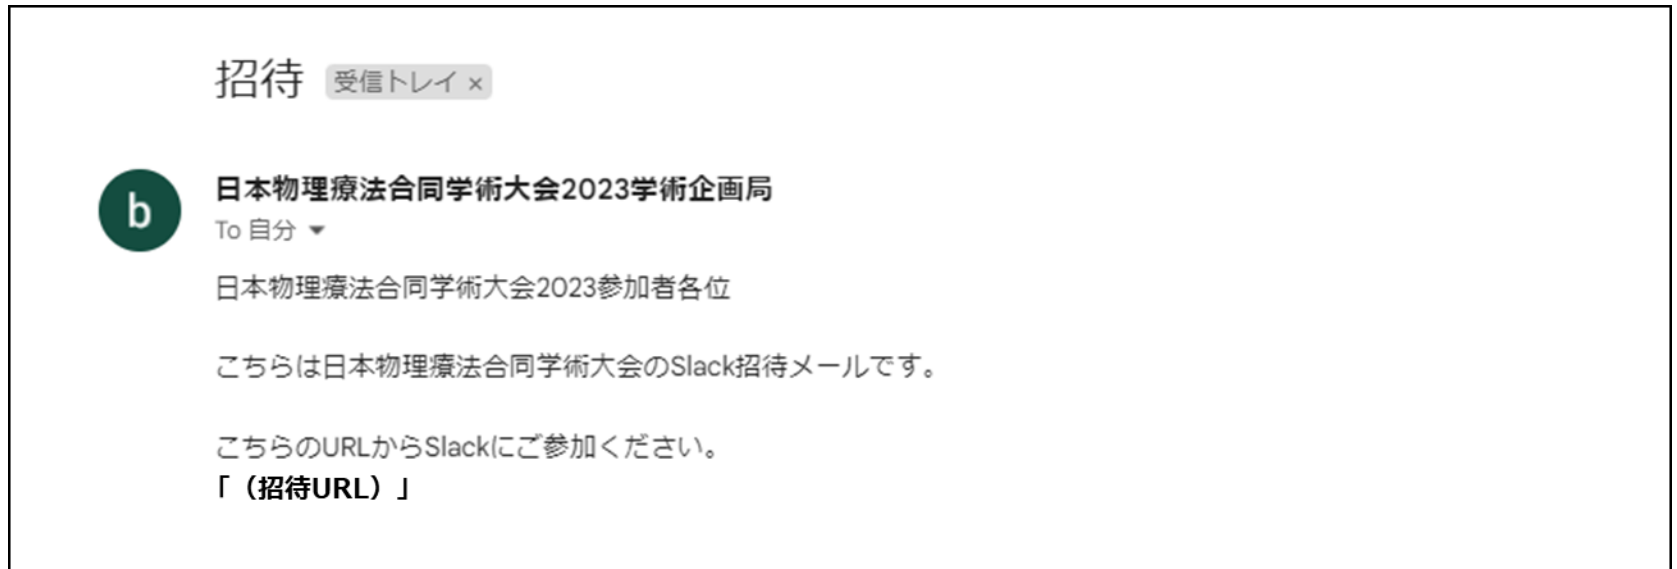 招待 受信トレイ ×
b
日本物理療法合同学術大会2023学術企画局
To 自分
日本物理療法合同学術大会2023参加者各位
こちらは日本物理療法合同学術大会のSlack招待メールです。
こちらのURLからSlackにご参加ください。
「（招待URL）」